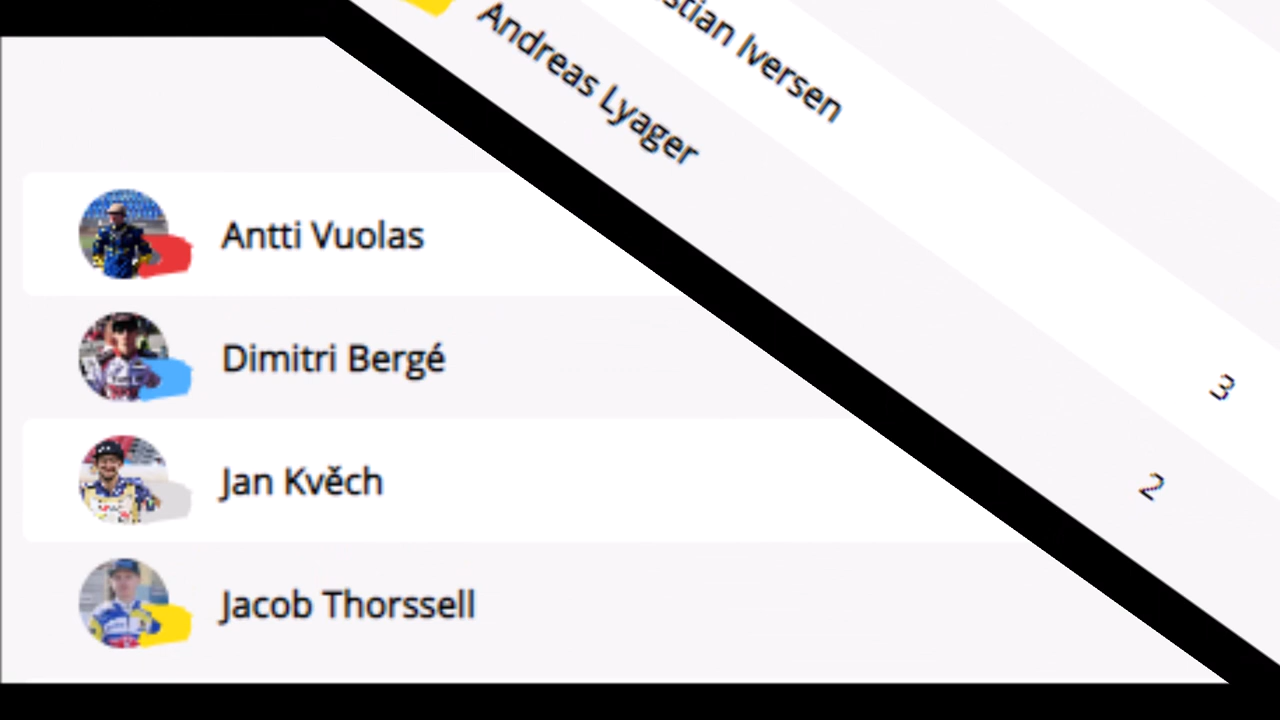 stian Iversen
Andreas Lyager
3
2
Antti Vuolas
Dimitri Bergé
Jan Kvěch
Jacob Thorssell